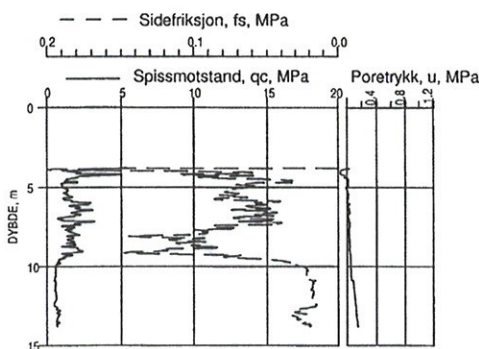 Sidefriksjon, fs, MPa
0,2 0,1 0,0
Spissmotstand, qc, MPa Poretrykk, u, MPa
0 5 10 15 20 0,4 0,8 1,2
0
5
DYBDE, m
10
15